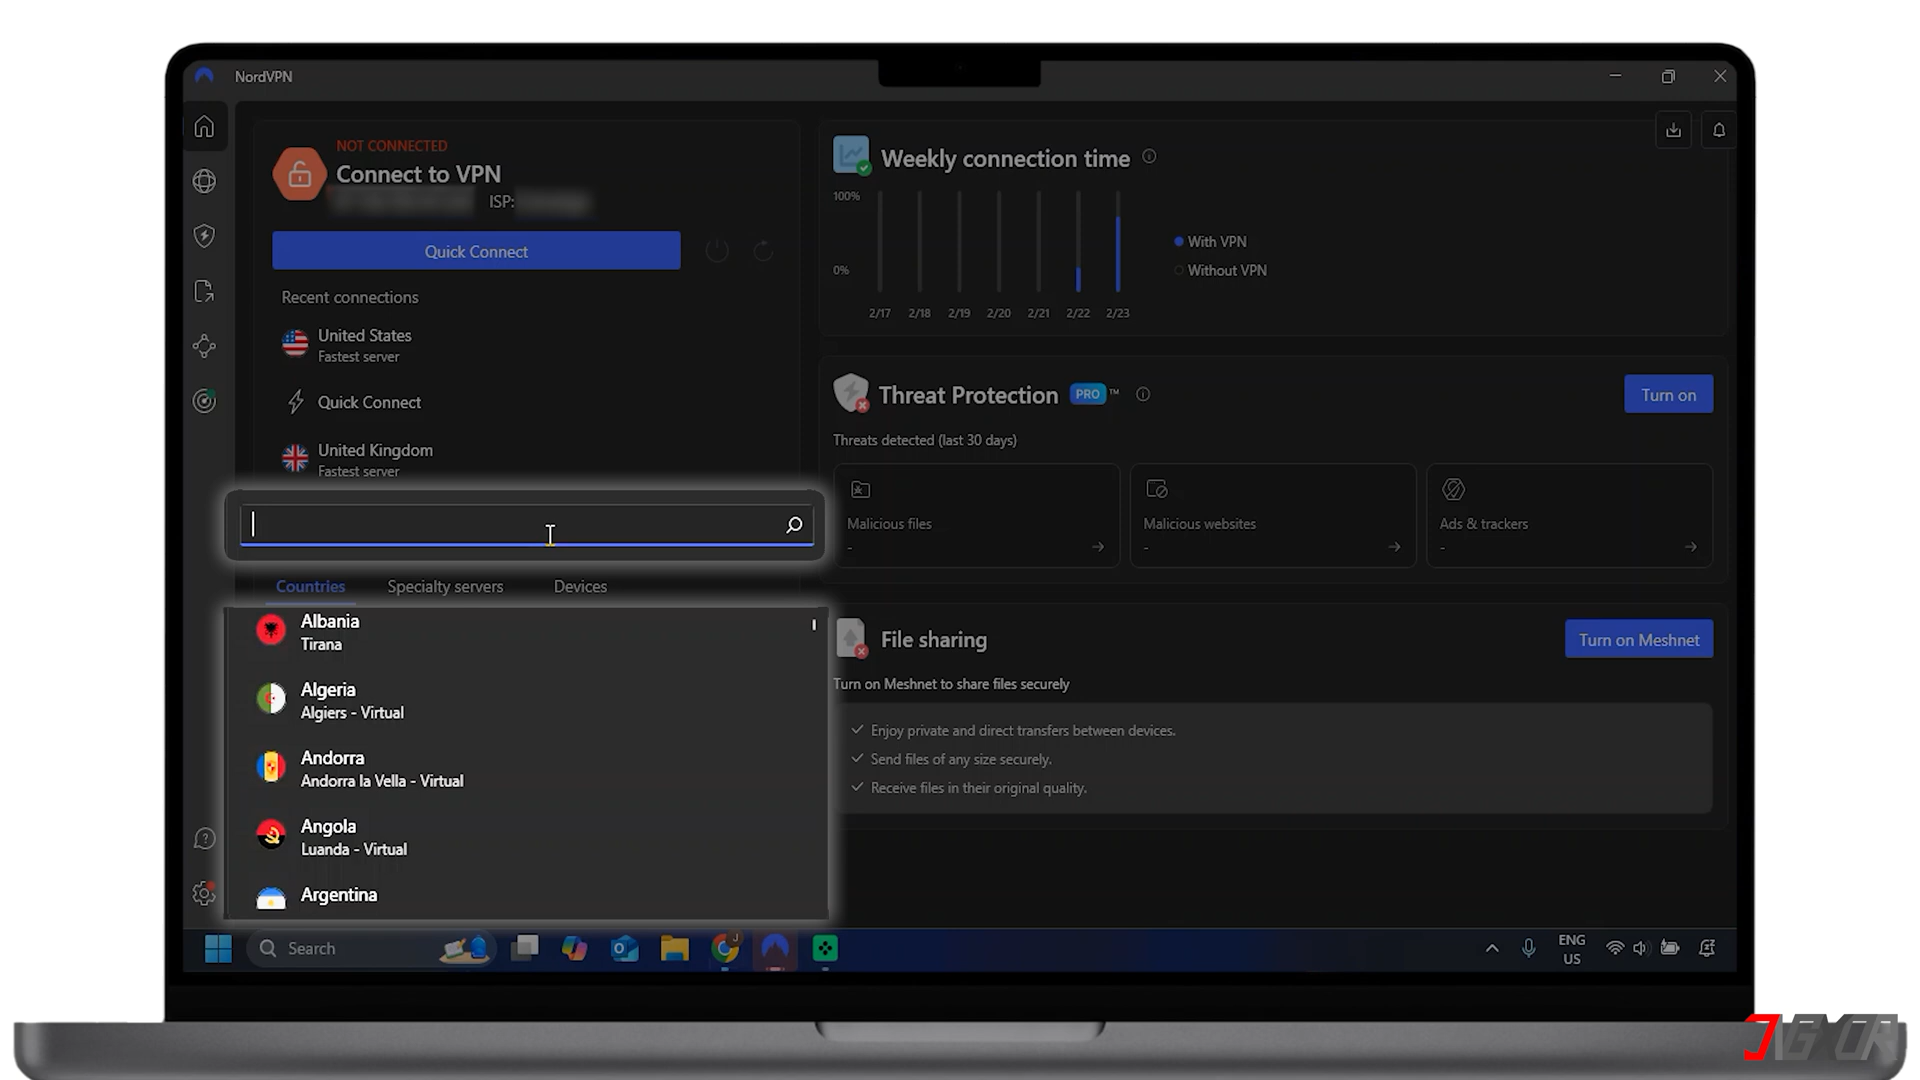 NordVPN
NOT CONNECTED
Connect to VPN
ISP:
Quick Connect
Recent connections
United States
Fastest server
Quick Connect
United Kingdom
Fastest server
Countries
Specialty servers
Devices
Albania
Tirana
Algeria
Algiers - Virtual
Andorra
Andorra la Vella - Virtual
Angola
Luanda - Virtual
Argentina
Weekly connection time
100%
0%
2/17 2/18 2/19 2/20 2/21 2/22 2/23
With VPN
Without VPN
Threat Protection PRO ™
Turn on
Threats detected (last 30 days)
Malicious files
-
Malicious websites
-
Ads & trackers
-
File sharing
Turn on Meshnet
Turn on Meshnet to share files securely
Enjoy private and direct transfers between devices.
Send files of any size securely.
Receive files in their original quality.
Search
ENG
US